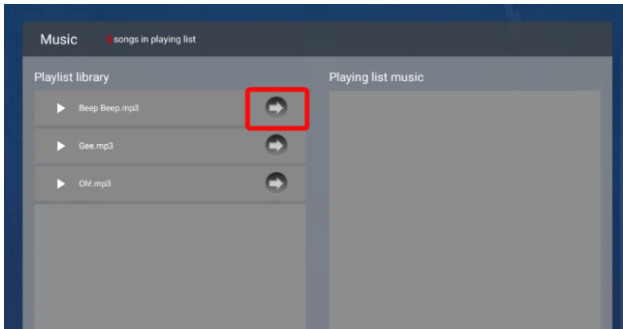 Music songs in playing list
Playlist library
Playing list music
Beep Beep.mp3
Gee.mp3
Oh!.mp3